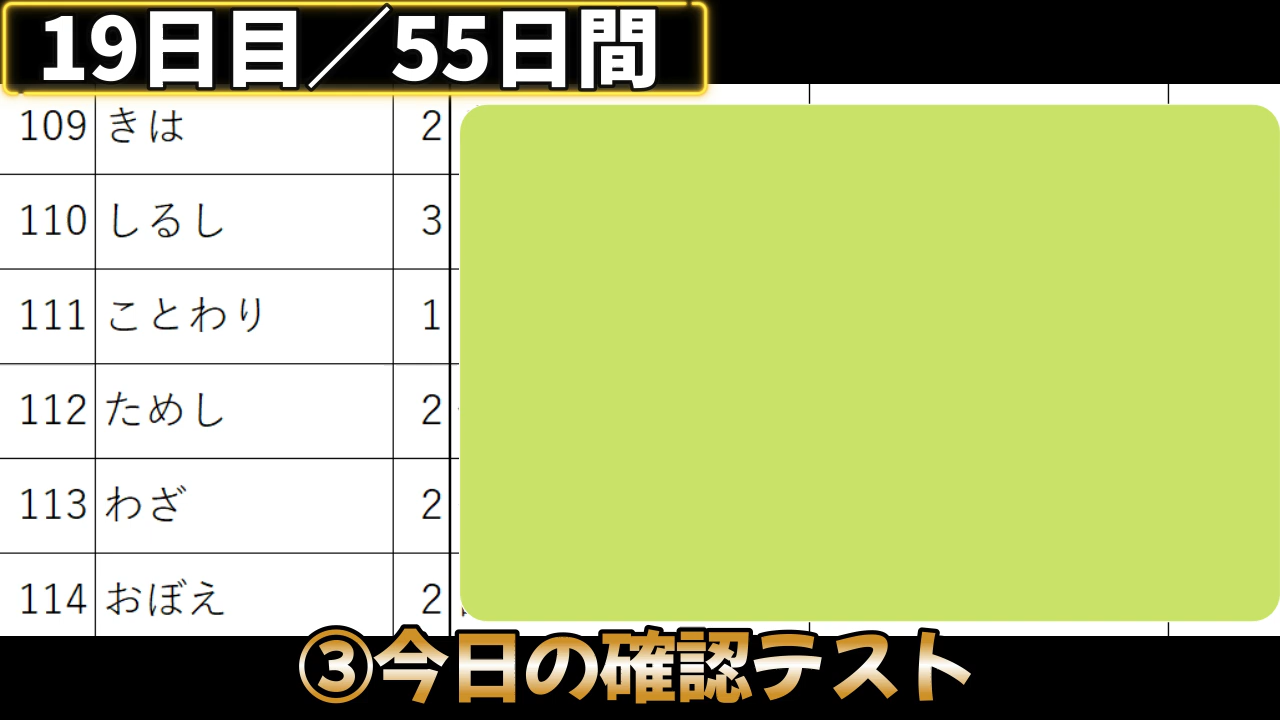 19日目／55日間
109 きは 2
110 しるし 3
111 ことわり 1
112 ためし 2
113 わざ 2
114 おぼえ 2
③今日の確認テスト